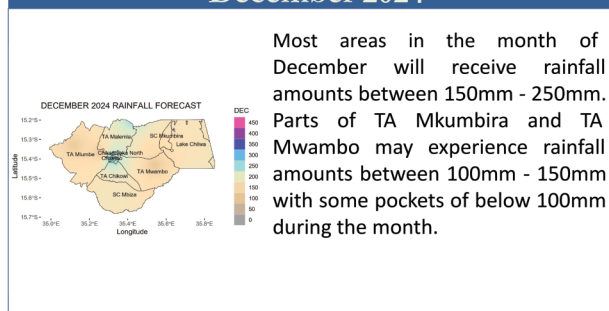 December 2024
Most areas in the month of
December will receive rainfall
amounts between 150mm - 250mm.
Parts of TA Mkumbira and TA
Mwambo may experience rainfall
amounts between 100mm - 150mm
with some pockets of below 100mm
during the month.
DECEMBER 2024 RAINFALL FORECAST
DEC
450
400
350
300
250
200
150
100
50
0
15.2°S
15.3°S
15.4°S
15.5°S
15.6°S
15.7°S
Latitude
TA Malemia
SC Mkumbira
Lake Chilwa
TA Mlumbe
North
TA Mwambo
TA Chikowi
SC Mbiza
35.0°E 35.2°E 35.4°E 35.6°E 35.8°E
Longitude